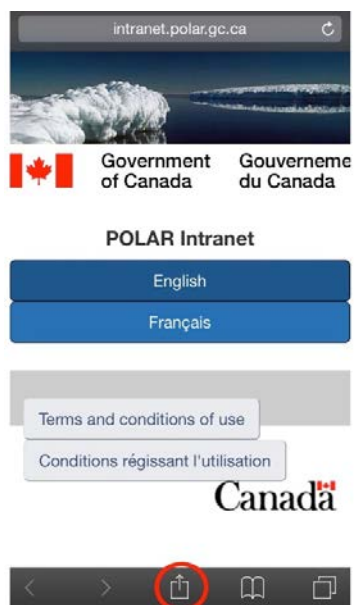 intranet.polar.gc.ca
Government Gouverneme
of Canada du Canada
POLAR Intranet
English
Français
Terms and conditions of use
Conditions régissant l'utilisation
Canada